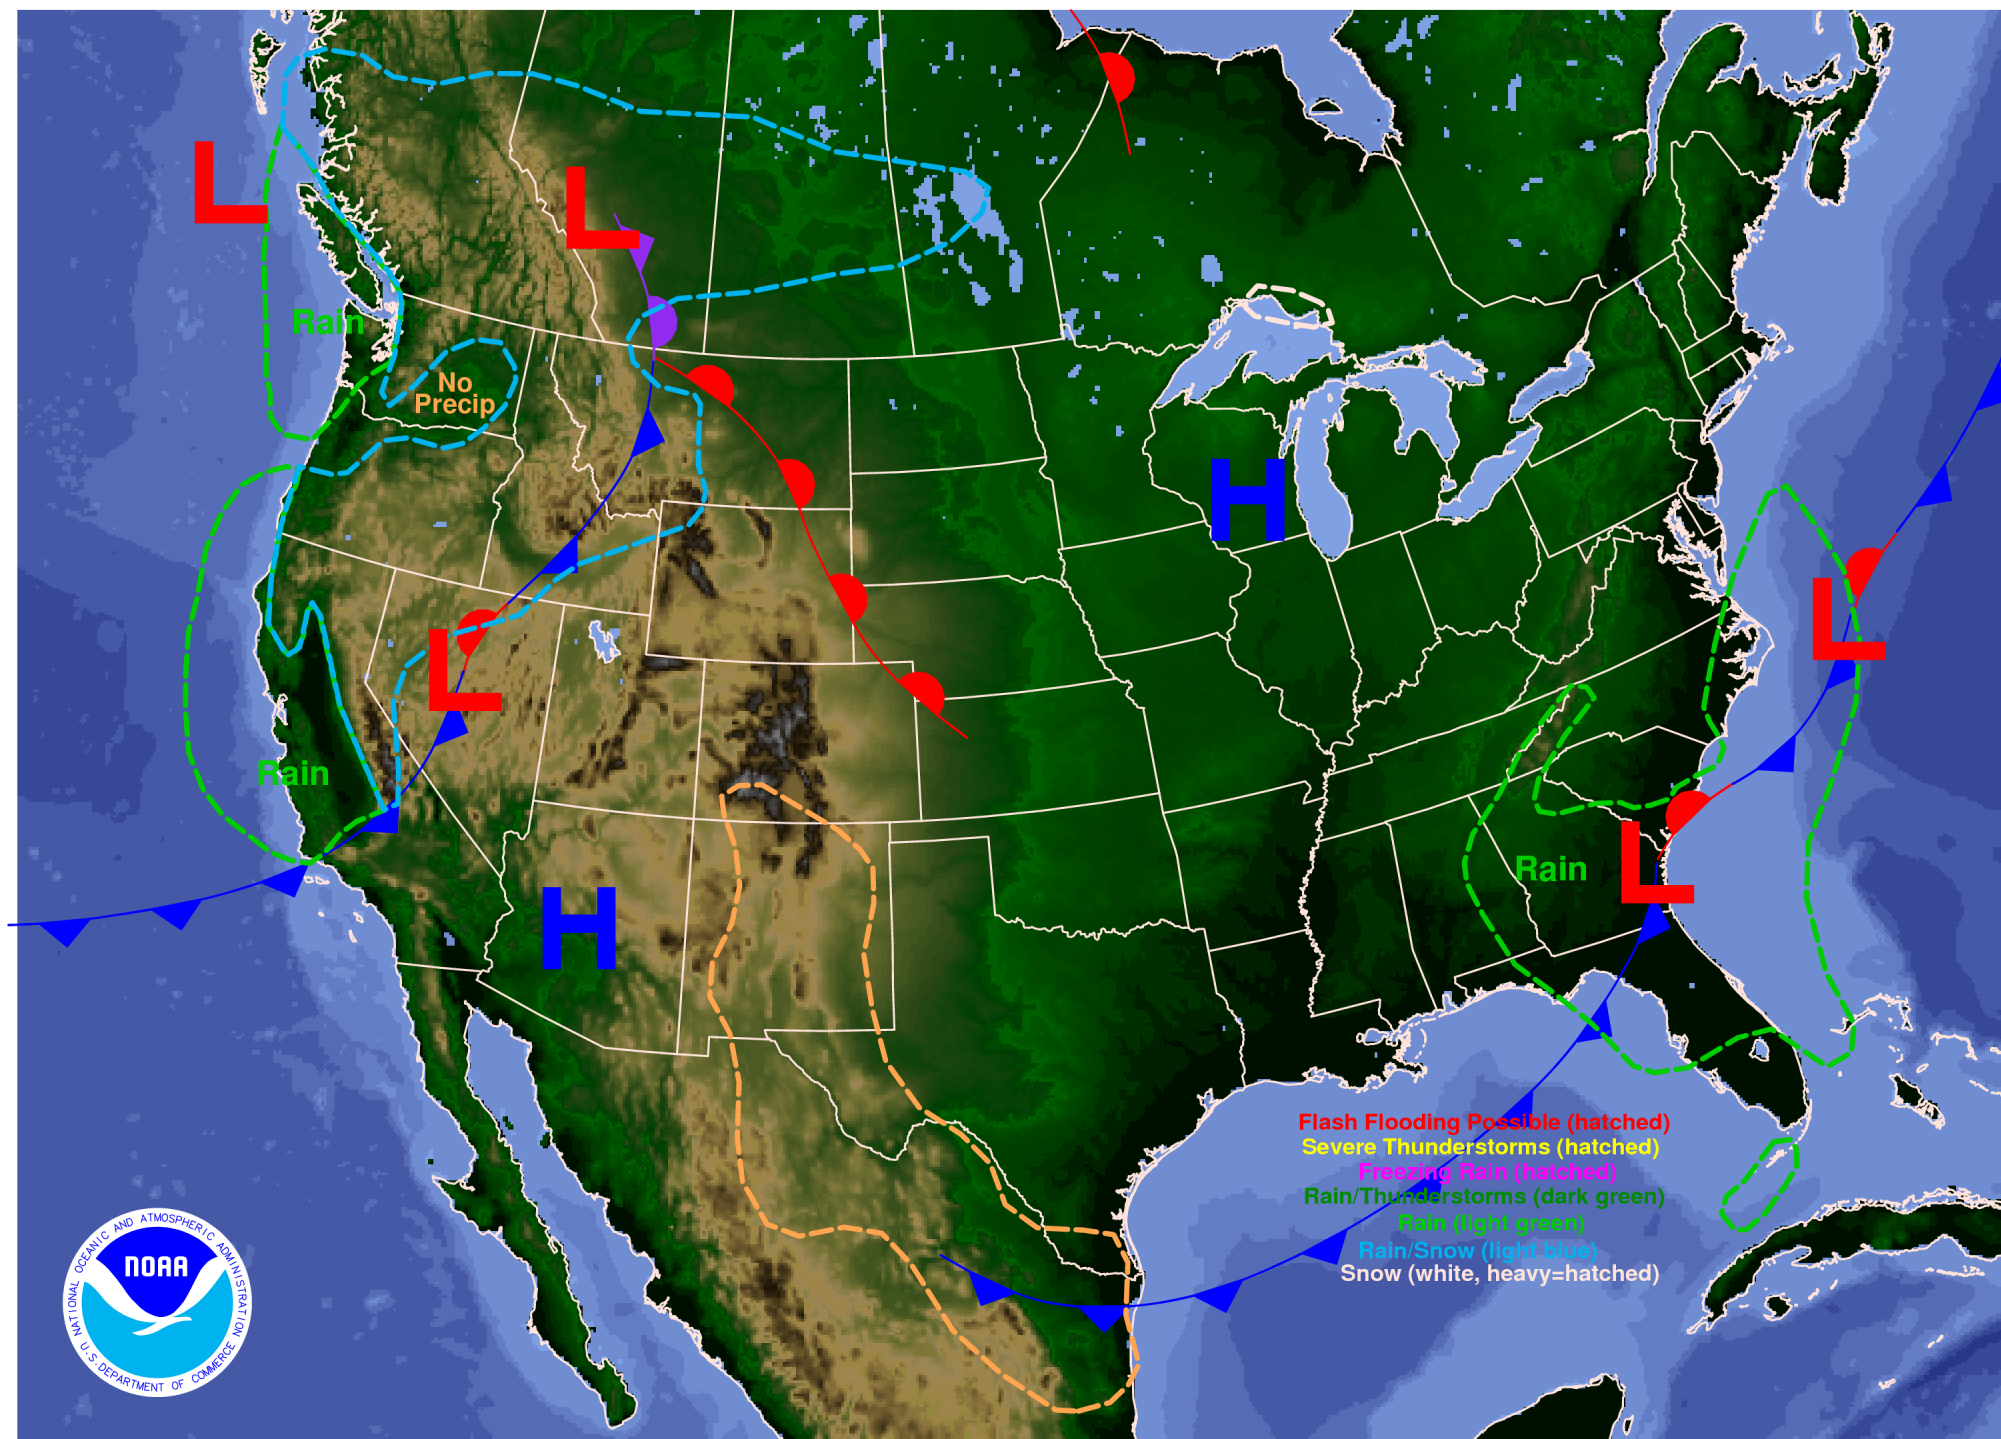 L
L
Rain
No
Precip
H
L
L
Rain
Rain
L
H
Flash Flooding Possible (hatched)
Severe Thunderstorms (hatched)
Freezing Rain (hatched)
Rain/Thunderstorms (dark green)
Rain (light green)
Rain/Snow (light blue)
Snow (white, heavy=hatched)
NATIONAL OCEANIC AND ATMOSPHERIC ADMINISTRATION
NOAA
U.S. DEPARTMENT OF COMMERCE